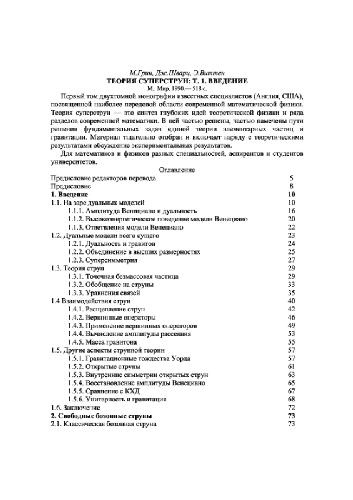 М.Грин, Дж.Шварц, Э.Виттен
ТЕОРИЯ СУПЕРСТРУН: Т. 1. ВВЕДЕНИЕ
М. Мир, 1990.— 518 с.
Первый том двухтомной монографии известных специалистов (Англия, США),
посвященной наиболее передовой области современной математической физики.
Теория суперструн — это синтез глубоких идей теоретической физики и ряда
разделов современной математики. В ней частью решены, частью намечены пути
решения фундаментальных задач единой теории элементарных частиц и
гравитации. Материал тщательно отобран и включает наряду с теоретическими
результатами обсуждение экспериментальных результатов.
Для математиков и физиков разных специальностей, аспирантов и студентов
университетов.
Оглавление
Предисловие редакторов перевода 5
Предисловие 8
1. Введение 10
1.1. На заре дуальных моделей 10
1.1.1. Амплитуда Венециано и дуальность 16
1.1.2. Высокоэнергетическое поведение модели Венециано 20
1.1.3. Ответвления модели Венециано 22
1.2. Дуальные модели всего сущего 23
1.2.1. Дуальность и гравитон 24
1.2.2. Объединение в высших размерностях 25
1.2.3. Суперсимметрия 27
1.3. Теория струн 29
1.3.1. Точечная безмассовая частица 29
1.3.2. Обобщение на струны 33
1.3.3. Уравнения связей 35
1.4 Взаимодействия струн 40
1.4.1. Расщепление струн 42
1.4.2. Вершинные операторы 46
1.4.3. Применение вершинных операторов 49
1.4.4. Вычисление амплитуды рассеяния 53
1.4.5. Масса гравитона 55
1.5. Другие аспекты струнной теории 57
1.5.1. Гравитационные тождества Уорда 57
1.5.2. Открытые струны 61
1.5.3. Внутренние симметрии открытых струн 63
1.5.4. Восстановление амплитуды Венециано 65
1.5.5. Сравнение с КХД 67
1.5.6. Унитарность и гравитация 68
1.6. Заключение 72
2. Свободные бозонные струны 73
2.1. Классическая бозонная струна 73